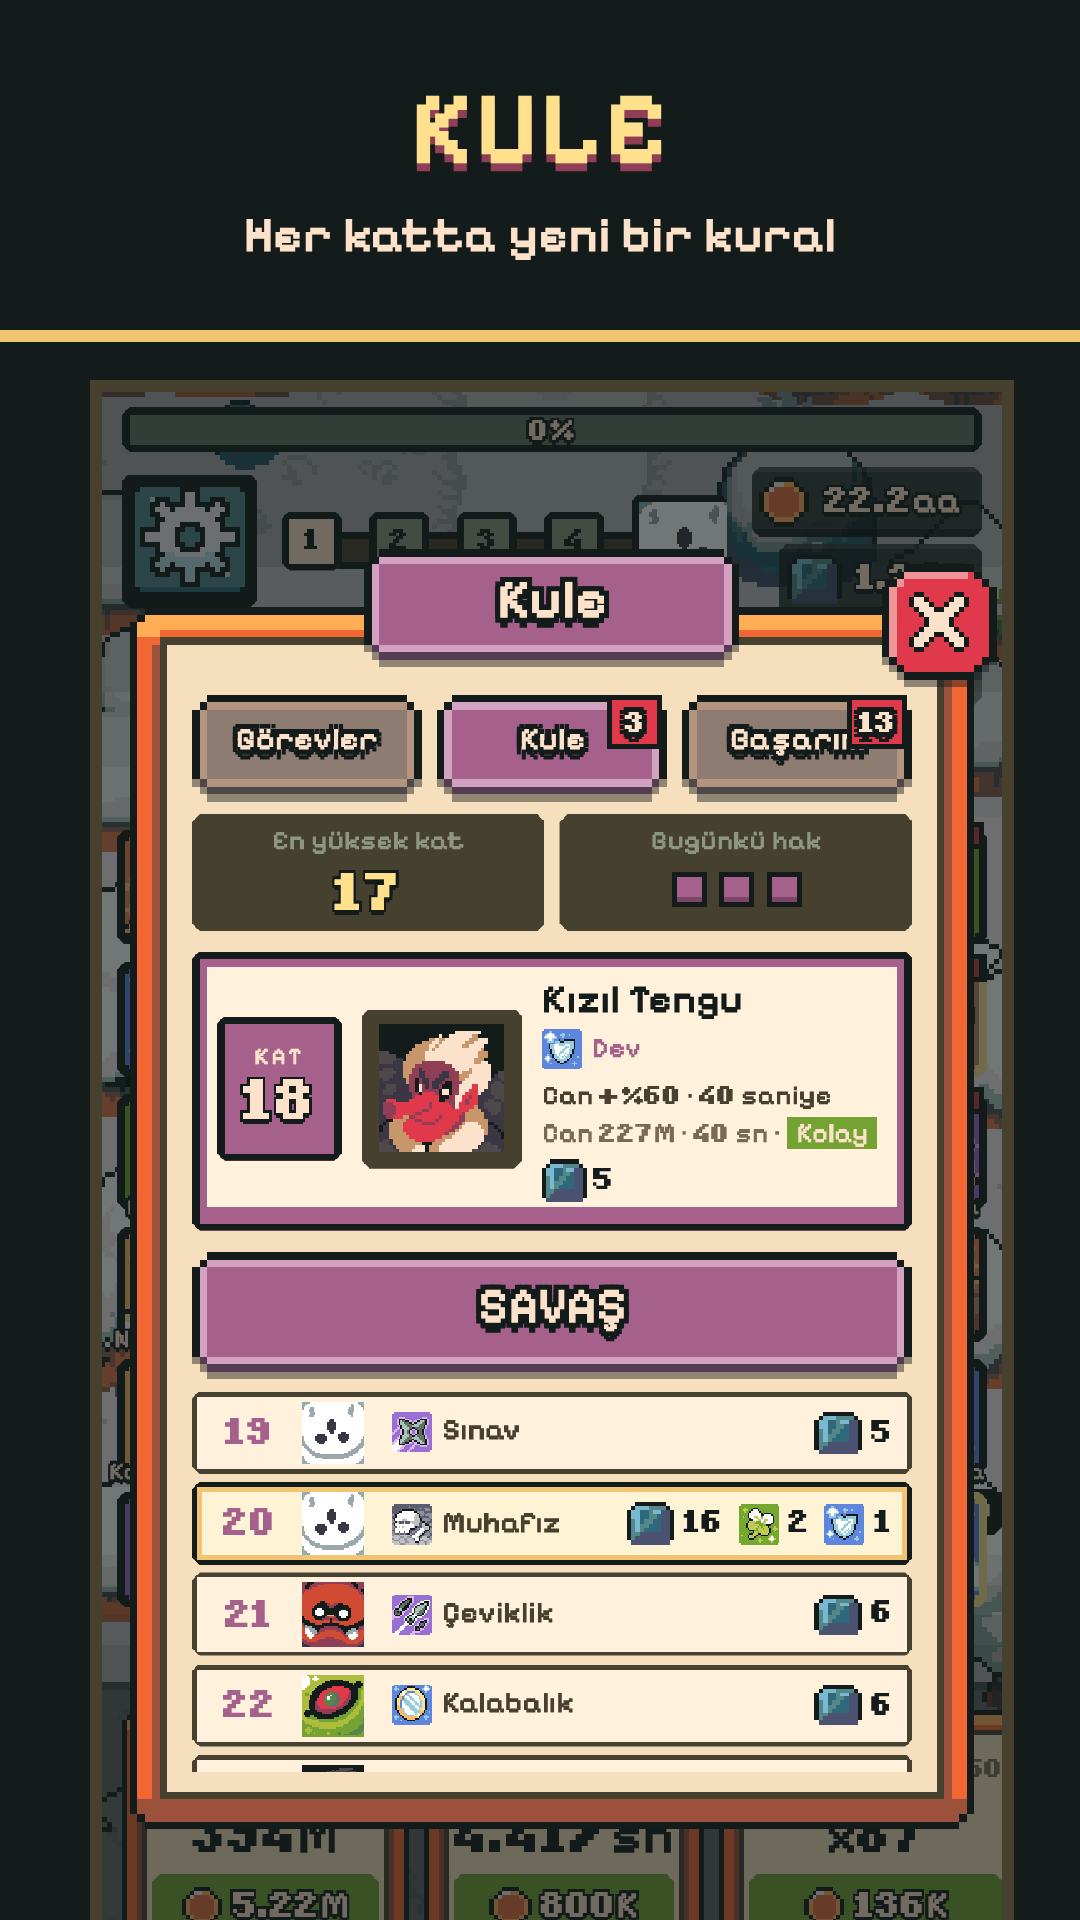 KULE
Her katta yeni bir kural
0%
1 2 3 4
22.2aa
Kule
Görevler
Kule 3
13
En yüksek kat
17
Bugünkü hak
KAT
18
Kızıl Tengu
Dev
Can +%60 · 40 saniye
Can 227M · 40 sn · Kolay
5
SAVAŞ
19 Sınav 5
20 Muhafız 16 2 1
21 Çeviklik 6
22 Kalabalık 6
5.22M 800K 136K